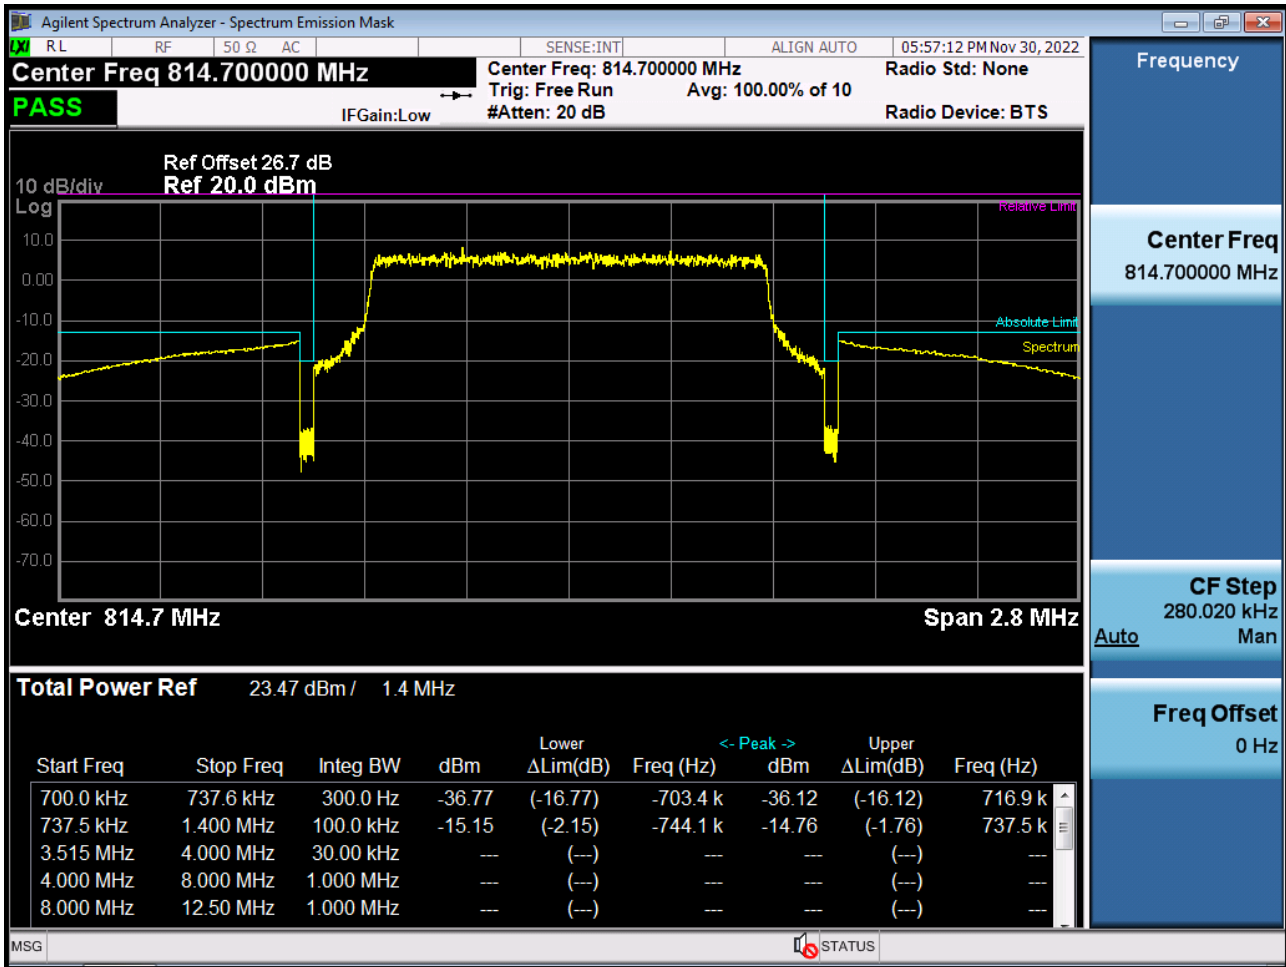 Agilent Spectrum Analyzer - Spectrum Emission Mask
LXI RL RF 50 Ω AC SENSE:INT ALIGN AUTO 05:57:12 PM Nov 30, 2022
Center Freq 814.700000 MHz
Center Freq: 814.700000 MHz Radio Std: None
Trig: Free Run Avg: 100.00% of 10
PASS IFGain:Low #Atten: 20 dB Radio Device: BTS
Ref Offset 26.7 dB
10 dB/div Ref 20.0 dBm
Log
Relative Limit
10.0
0.00
-10.0
Absolute Limit
Spectrum
-20.0
-30.0
-40.0
-50.0
-60.0
-70.0
Center 814.7 MHz Span 2.8 MHz
Total Power Ref 23.47 dBm / 1.4 MHz
Lower <- Peak -> Upper
Start Freq Stop Freq Integ BW dBm ΔLim(dB) Freq (Hz) dBm ΔLim(dB) Freq (Hz)
700.0 kHz 737.6 kHz 300.0 Hz -36.77 (-16.77) -703.4 k -36.12 (-16.12) 716.9 k
737.5 kHz 1.400 MHz 100.0 kHz -15.15 (-2.15) -744.1 k -14.76 (-1.76) 737.5 k
3.515 MHz 4.000 MHz 30.00 kHz --- (---) --- --- (---) ---
4.000 MHz 8.000 MHz 1.000 MHz --- (---) --- --- (---) ---
8.000 MHz 12.50 MHz 1.000 MHz --- (---) --- --- (---) ---
MSG STATUS
Frequency
Center Freq
814.700000 MHz
CF Step
280.020 kHz
Auto Man
Freq Offset
0 Hz